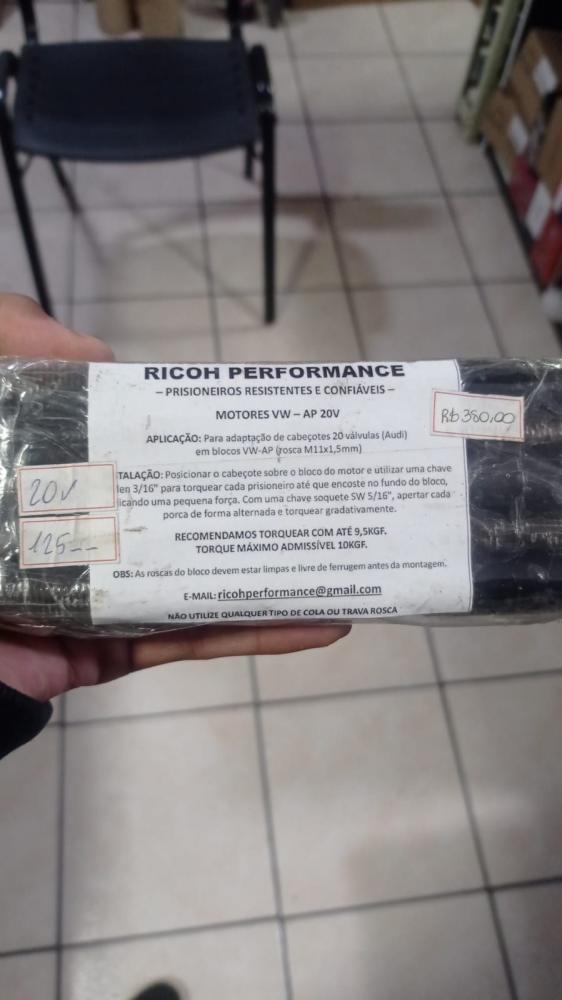 RICOH PERFORMANCE
– PRISIONEIROS RESISTENTES E CONFIÁVEIS –
MOTORES VW – AP 20V
R$ 380,00
APLICAÇÃO: Para adaptação de cabeçotes 20 válvulas (Audi)
em blocos VW-AP (rosca M11x1,5mm)
20V
125--
TALAÇÃO: Posicionar o cabeçote sobre o bloco do motor e utilizar uma chave
len 3/16" para torquear cada prisioneiro até que encoste no fundo do bloco,
icando uma pequena força. Com uma chave soquete SW 5/16", apertar cada
porca de forma alternada e torquear gradativamente.
RECOMENDAMOS TORQUEAR COM ATÉ 9,5KGF.
TORQUE MÁXIMO ADMISSÍVEL 10KGF.
OBS: As roscas do bloco devem estar limpas e livre de ferrugem antes da montagem.
E-MAIL: ricohperformance@gmail.com
NÃO UTILIZE QUALQUER TIPO DE COLA OU TRAVA ROSCA